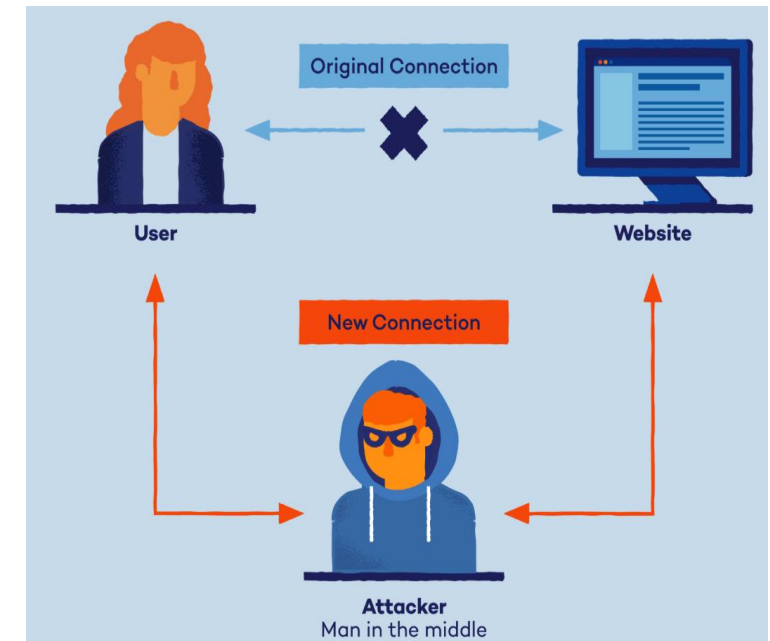 Original Connection
User
Website
New Connection
Attacker
Man in the middle